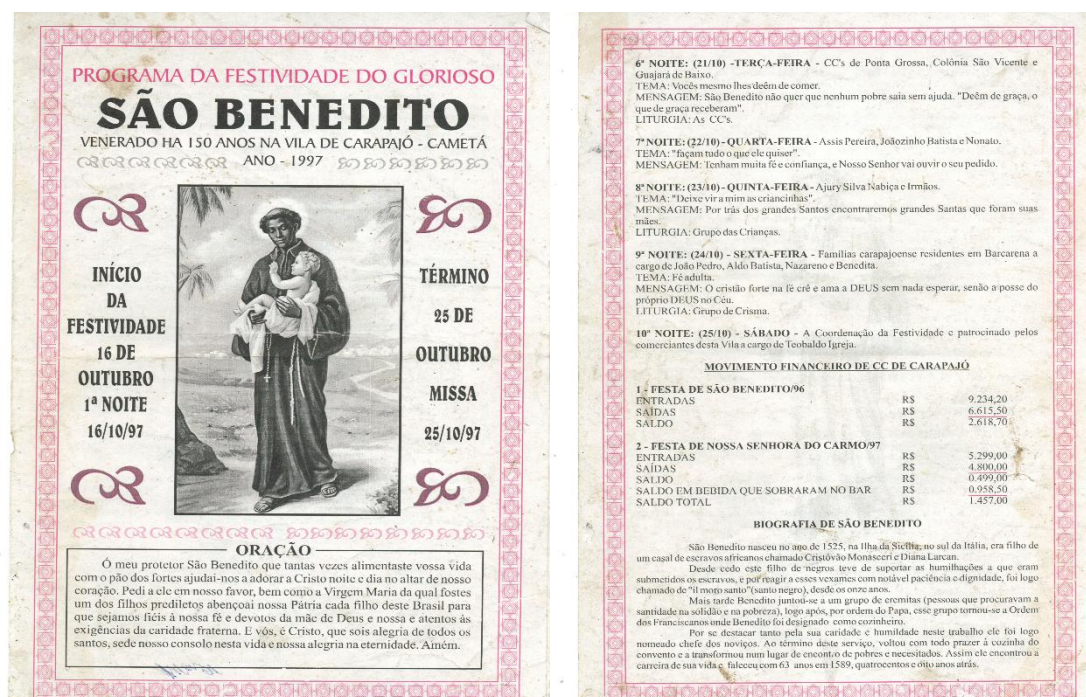 PROGRAMA DA FESTIVIDADE DO GLORIOSO
SÃO BENEDITO
VENERADO HA 150 ANOS NA VILA DE CARAPAJÓ - CAMETÁ
ANO - 1997
INÍCIO
DA
FESTIVIDADE
16 DE
OUTUBRO
1ª NOITE
16/10/97
TÉRMINO
25 DE
OUTUBRO
MISSA
25/10/97
ORAÇÃO
Ó meu protetor São Benedito que tantas vezes alimentaste vossa vida
com o pão dos fortes ajudai-nos a adorar a Cristo noite e dia no altar de nosso
coração. Pedi a ele em nosso favor, bem como a Virgem Maria da qual fostes
um dos filhos prediletos abençoai nossa Pátria cada filho deste Brasil para
que sejamos fiéis à nossa fé e devotos da mãe de Deus e nossa e atentos às
exigências da caridade fraterna. E vós, é Cristo, que sois alegria de todos os
santos, sede nosso consolo nesta vida e nossa alegria na eternidade. Amém.
6ª NOITE: (21/10) -TERÇA-FEIRA - CC's de Ponta Grossa, Colônia São Vicente e
Guajará de Baixo.
TEMA: Vocês mesmo lhes deêm de comer.
MENSAGEM: São Benedito não quer que nenhum pobre saia sem ajuda. "Deêm de graça, o
que de graça receberam".
LITURGIA: As CC's.
7ª NOITE: (22/10) - QUARTA-FEIRA - Assis Pereira, Joãozinho Batista e Nonato.
TEMA: "façam tudo o que ele quiser".
MENSAGEM: Tenham muita fé e confiança, e Nosso Senhor vai ouvir o seu pedido.
8ª NOITE: (23/10) - QUINTA-FEIRA - Ajury Silva Nabiça e Irmãos.
TEMA: "Deixe vir a mim as criancinhas".
MENSAGEM: Por trás dos grandes Santos encontraremos grandes Santas que foram suas
mães.
LITURGIA: Grupo das Crianças.
9ª NOITE: (24/10) - SEXTA-FEIRA - Famílias carapajoense residentes em Barcarena a
cargo de João Pedro, Aldo Batista, Nazareno e Benedita.
TEMA: Fé adulta.
MENSAGEM: O cristão forte na fé crê e ama a DEUS sem nada esperar, senão a posse do
próprio DEUS no Céu.
LITURGIA: Grupo de Crisma.
10ª NOITE: (25/10) - SÁBADO - A Coordenação da Festividade e patrocinado pelos
comerciantes desta Vila a cargo de Teobaldo Igreja.
MOVIMENTO FINANCEIRO DE CC DE CARAPAJÓ
1 - FESTA DE SÃO BENEDITO/96
ENTRADAS R$ 9.234,20
SAÍDAS R$ 6.615,50
SALDO R$ 2.618,70
2 - FESTA DE NOSSA SENHORA DO CARMO/97
ENTRADAS R$ 5.299,00
SAÍDAS R$ 4.800,00
SALDO R$ 0.499,00
SALDO EM BEBIDA QUE SOBRARAM NO BAR R$ 0.958,50
SALDO TOTAL R$ 1.457,00
BIOGRAFIA DE SÃO BENEDITO
São Benedito nasceu no ano de 1525, na Ilha da Sicília, no sul da Itália, era filho de
um casal de escravos africanos chamado Cristóvão Monasceri e Diana Larcan.
Desde cedo este filho de negros teve de suportar as humilhações a que eram
submetidos os escravos, e por reagir a esses vexames com notável paciência e dignidade, foi logo
chamado de "il moro santo"(santo negro), desde os onze anos.
Mais tarde Benedito juntou-se a um grupo de eremitas (pessoas que procuravam a
santidade na solidão e na pobreza), logo após, por ordem do Papa, esse grupo tornou-se a Ordem
dos Franciscanos onde Benedito foi designado como cozinheiro.
Por se destacar tanto pela sua caridade e humildade neste trabalho ele foi logo
nomeado chefe dos noviços. Ao término deste serviço, voltou com todo prazer à cozinha do
convento e a transformou num lugar de encontro de pobres e necesitados. Assim ele encontrou a
carreira de sua vida e faleceu com 63 anos em 1589, quatrocentos e oito anos atrás.